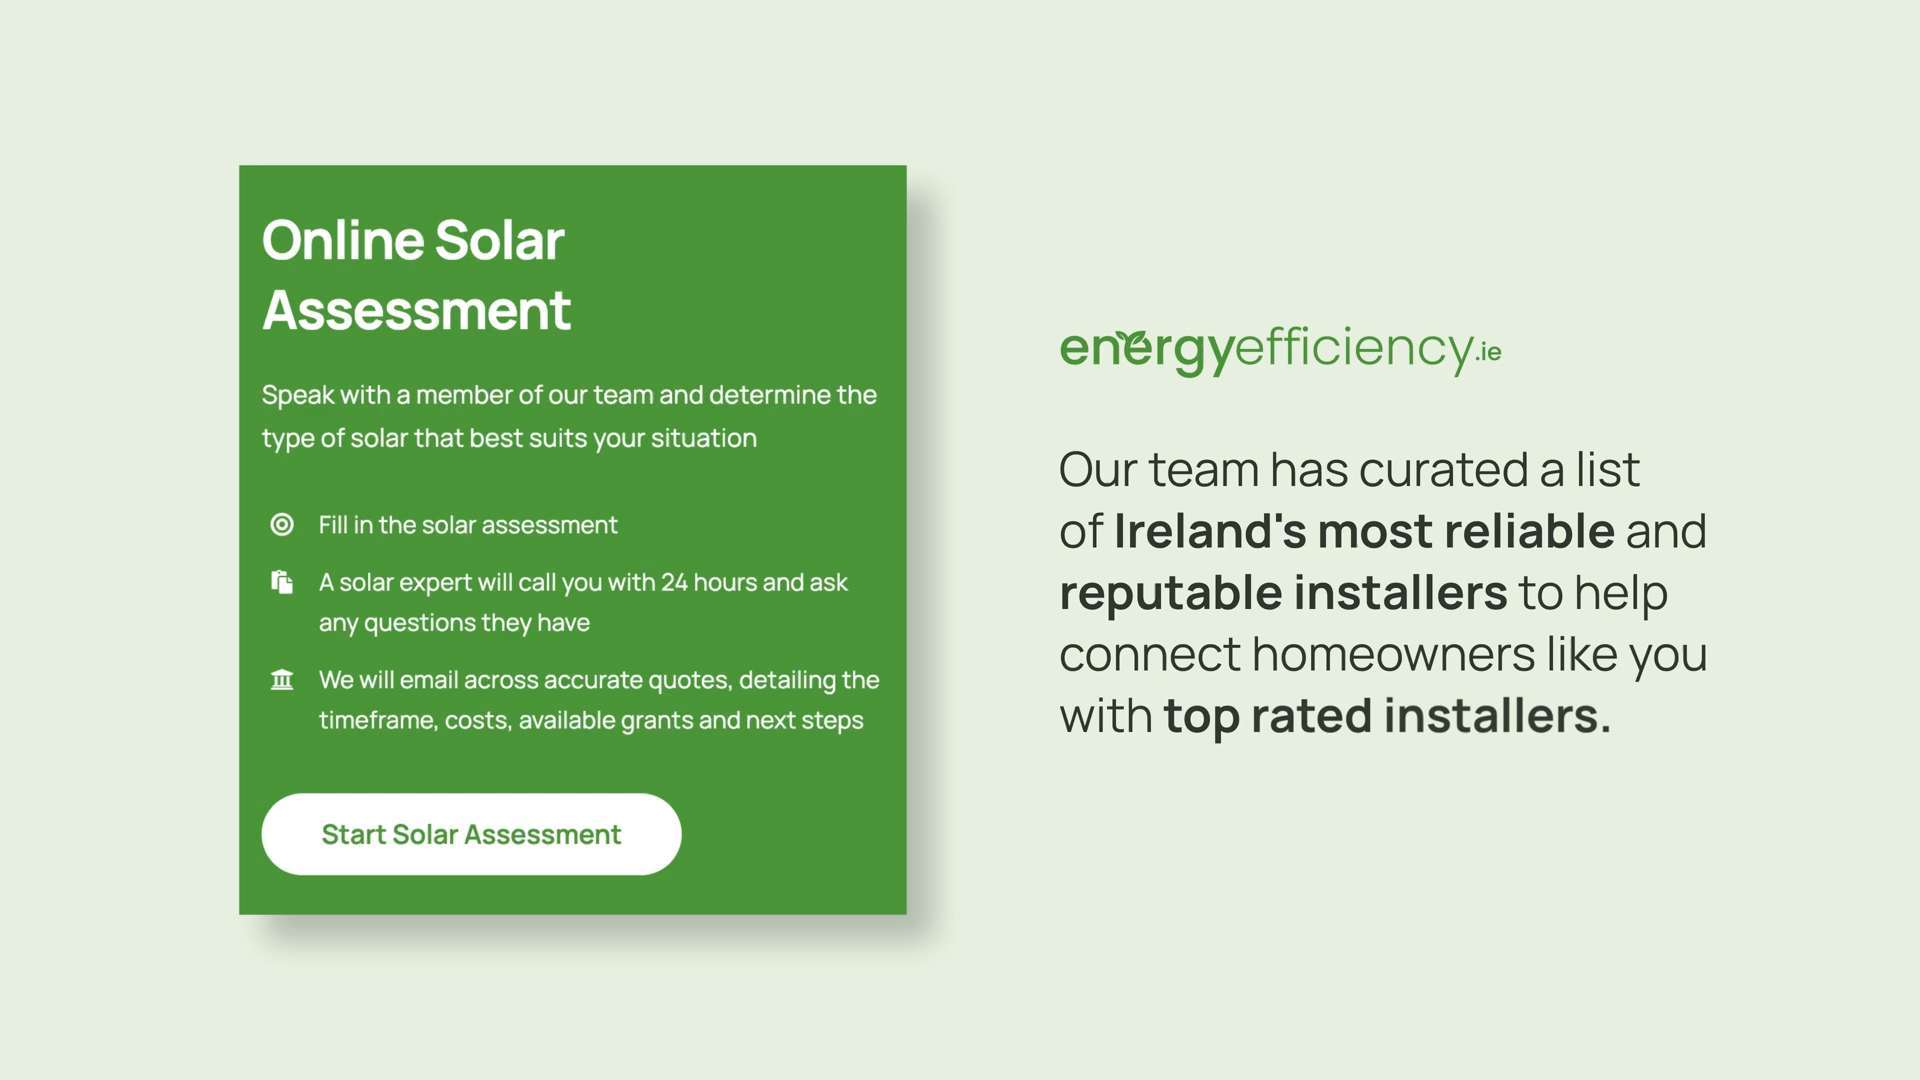 Online Solar
Assessment
Speak with a member of our team and determine the
type of solar that best suits your situation
Fill in the solar assessment
A solar expert will call you with 24 hours and ask
any questions they have
We will email across accurate quotes, detailing the
timeframe, costs, available grants and next steps
Start Solar Assessment
energyefficiency.ie
Our team has curated a list
of Ireland's most reliable and
reputable installers to help
connect homeowners like you
with top rated installers.